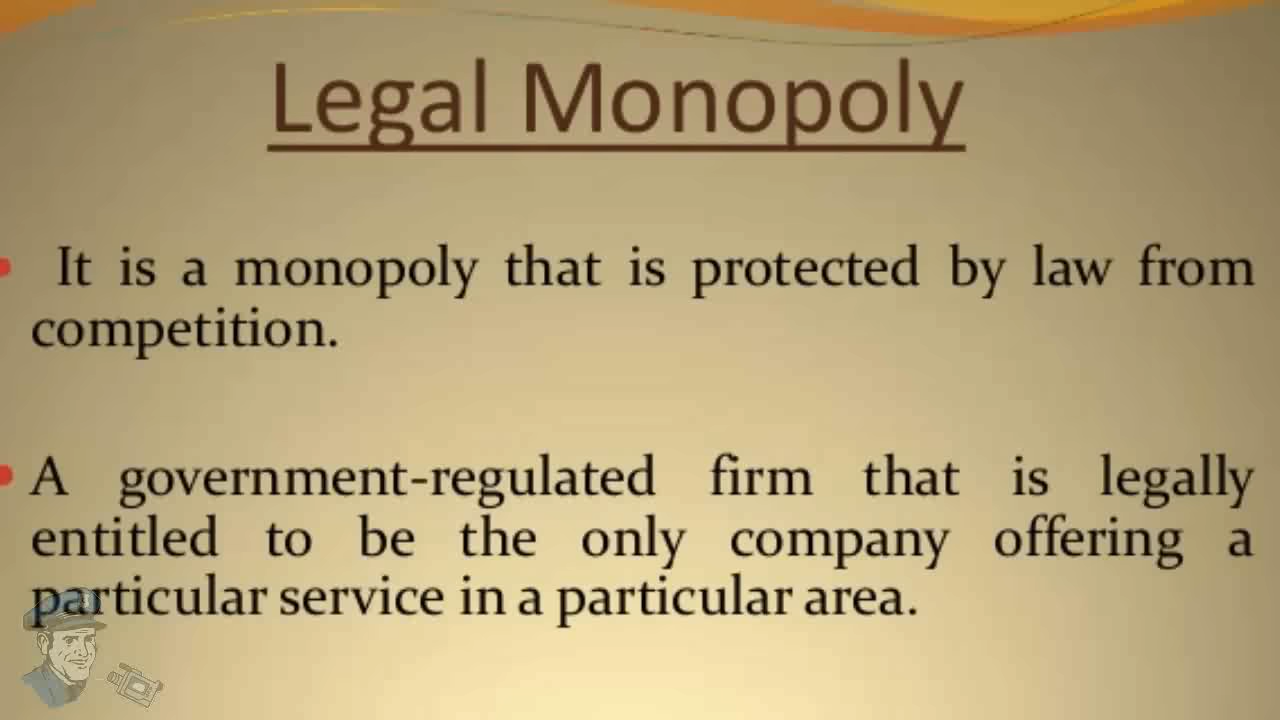 Legal Monopoly
It is a monopoly that is protected by law from
competition.
A government-regulated firm that is legally
entitled to be the only company offering a
particular service in a particular area.